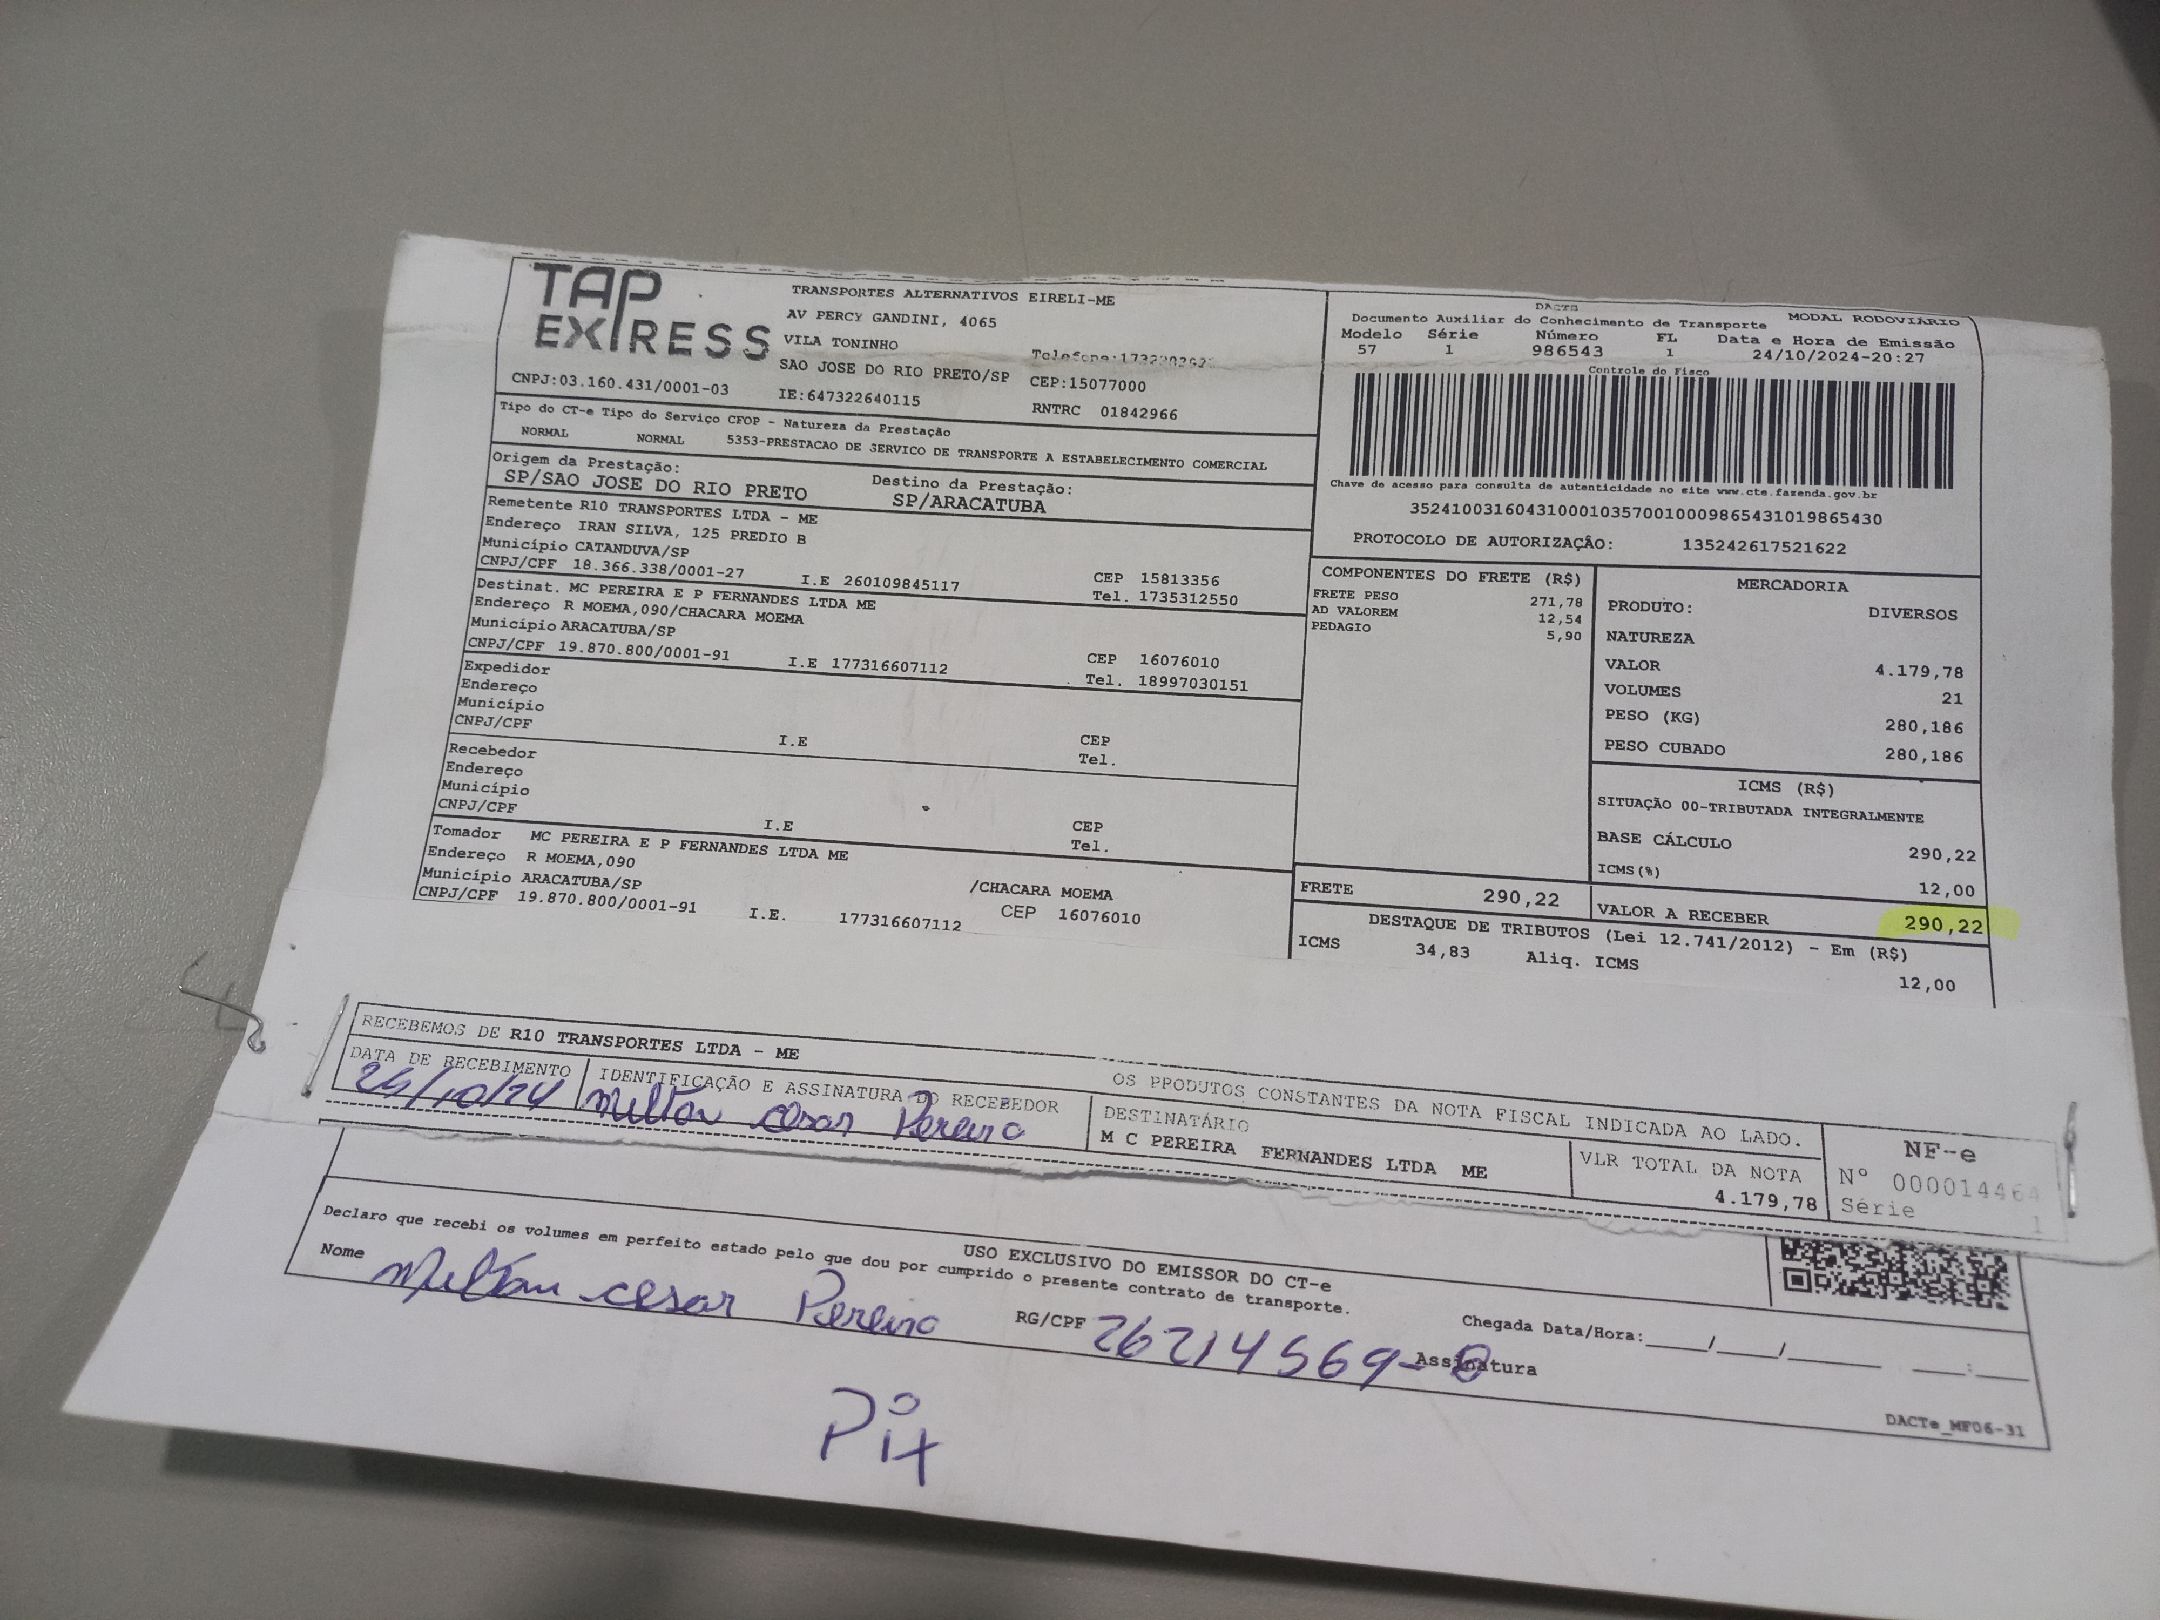 TAP EXPRESS
TRANSPORTES ALTERNATIVOS EIRELI-ME
AV PERCY GANDINI, 4065
VILA TONINHO
SAO JOSE DO RIO PRETO/SP CEP:15077000
CNPJ:03.160.431/0001-03 IE:647322640115 RNTRC 01842966
Tipo do CT-e Tipo do Serviço CFOP - Natureza da Prestação
NORMAL NORMAL 5353-PRESTACAO DE SERVICO DE TRANSPORTE A ESTABELECIMENTO COMERCIAL
Origem da Prestação: Destino da Prestação:
SP/SAO JOSE DO RIO PRETO SP/ARACATUBA
Remetente R10 TRANSPORTES LTDA - ME
Endereço IRAN SILVA, 125 PREDIO B
Município CATANDUVA/SP CEP 15813356
CNPJ/CPF 18.366.338/0001-27 I.E 260109845117 Tel. 1735312550
Destinat. MC PEREIRA E P FERNANDES LTDA ME
Endereço R MOEMA,090/CHACARA MOEMA
Município ARACATUBA/SP CEP 16076010
CNPJ/CPF 19.870.800/0001-91 I.E 177316607112 Tel. 18997030151
Expedidor
Endereço
Município CEP
CNPJ/CPF I.E Tel.
Recebedor
Endereço
Município CEP
CNPJ/CPF I.E Tel.
Tomador MC PEREIRA E P FERNANDES LTDA ME
Endereço R MOEMA,090 /CHACARA MOEMA
Município ARACATUBA/SP CEP 16076010
CNPJ/CPF 19.870.800/0001-91 I.E. 177316607112
DACTE MODAL RODOVIÁRIO
Documento Auxiliar do Conhecimento de Transporte
Modelo Série Número FL Data e Hora de Emissão
57 1 986543 1 24/10/2024-20:27
Controle do Fisco
Chave de acesso para consulta de autenticidade no site www.cte.fazenda.gov.br
35241003160431000103570010009865431019865430
PROTOCOLO DE AUTORIZAÇÃO: 135242617521622
COMPONENTES DO FRETE (R$)
FRETE PESO 271,78
AD VALOREM 12,54
PEDAGIO 5,90
MERCADORIA
PRODUTO: DIVERSOS
NATUREZA
VALOR 4.179,78
VOLUMES 21
PESO (KG) 280,186
PESO CUBADO 280,186
ICMS (R$)
SITUAÇÃO 00-TRIBUTADA INTEGRALMENTE
BASE CÁLCULO 290,22
ICMS(%) 12,00
FRETE 290,22 VALOR A RECEBER 290,22
DESTAQUE DE TRIBUTOS (Lei 12.741/2012) - Em (R$)
ICMS 34,83 Aliq. ICMS 12,00
RECEBEMOS DE R10 TRANSPORTES LTDA - ME OS PRODUTOS CONSTANTES DA NOTA FISCAL INDICADA AO LADO.
DATA DE RECEBIMENTO IDENTIFICAÇÃO E ASSINATURA DO RECEBEDOR
/10/24 Milton cesar Pereira
DESTINATÁRIO
M C PEREIRA FERNANDES LTDA ME
VLR TOTAL DA NOTA
4.179,78
NF-e
Nº 000014464
Série 1
USO EXCLUSIVO DO EMISSOR DO CT-e
Declaro que recebi os volumes em perfeito estado pelo que dou por cumprido o presente contrato de transporte.
Nome Milton cesar Pereira RG/CPF 26214569-8 Assinatura
Chegada Data/Hora: / / :
DACTe_MF06-31
Pix